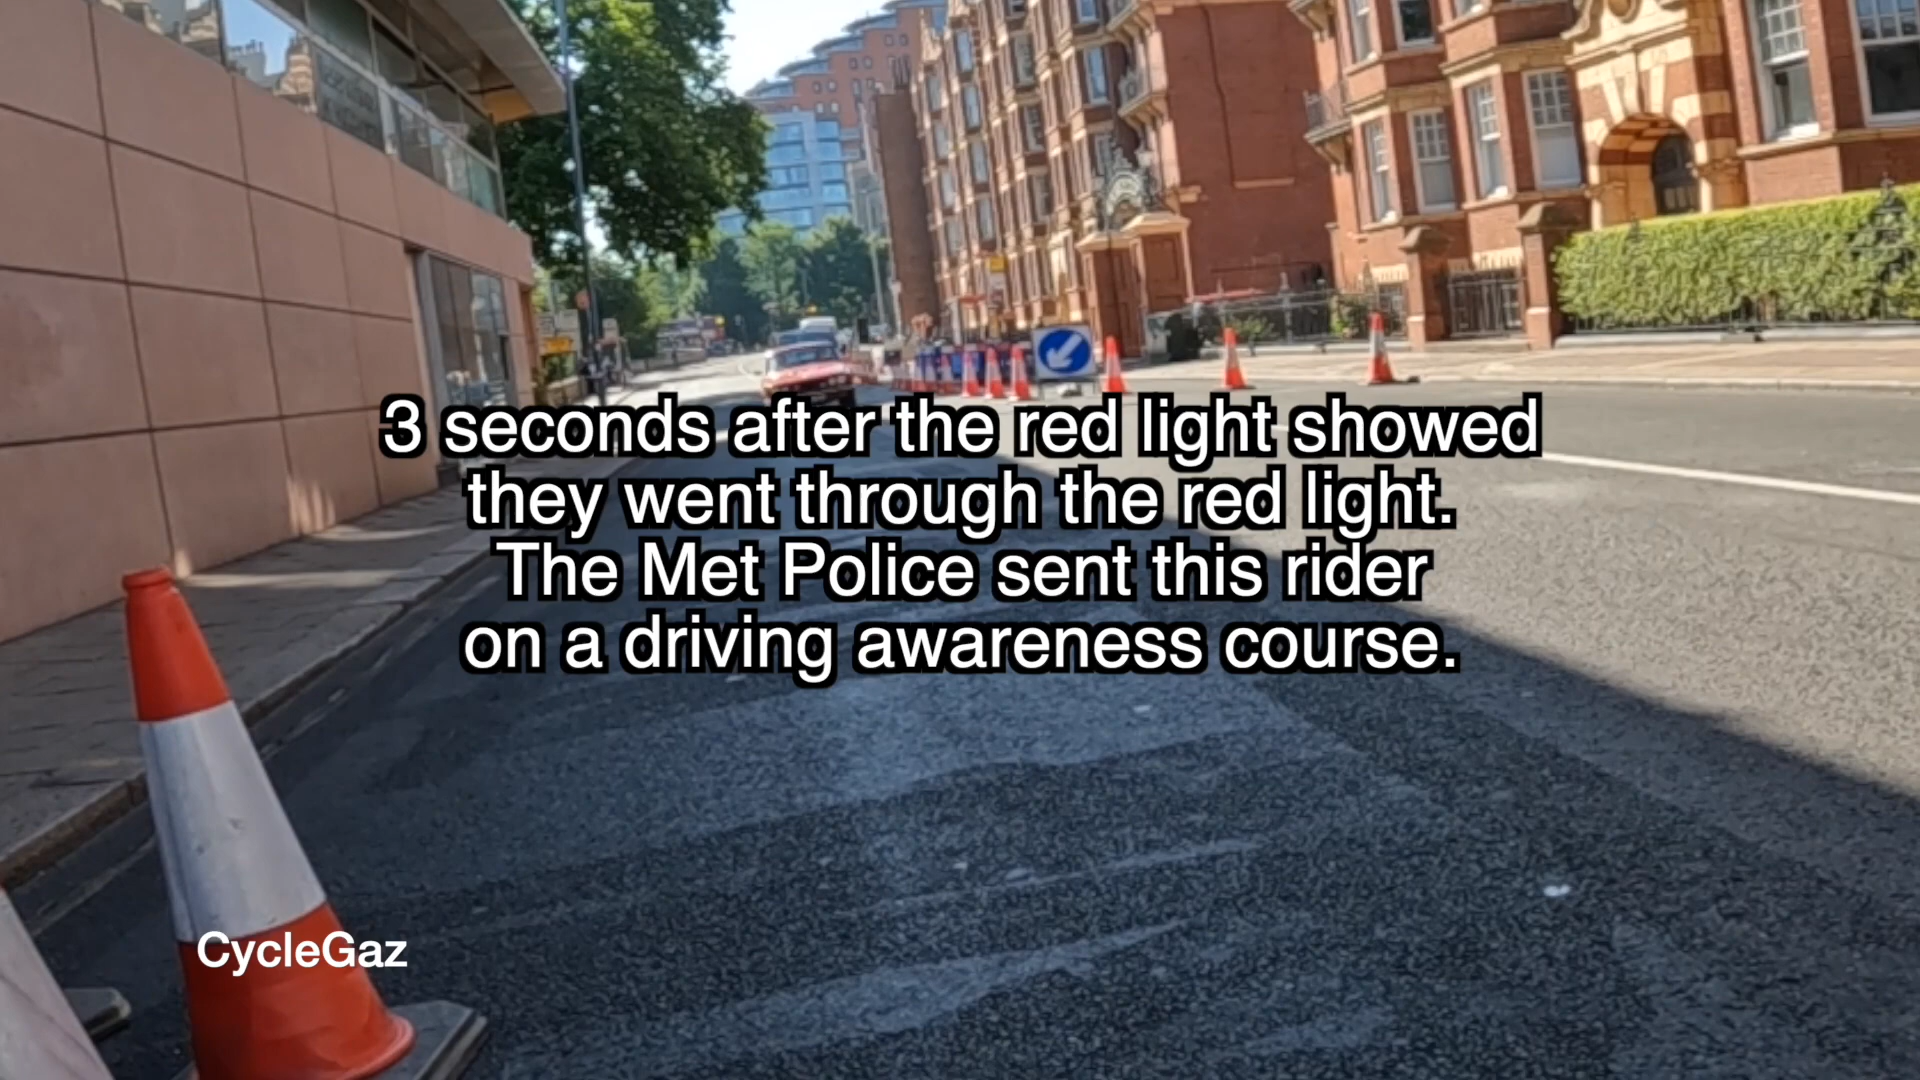 3 seconds after the red light showed
they went through the red light.
The Met Police sent this rider
on a driving awareness course.
CycleGaz